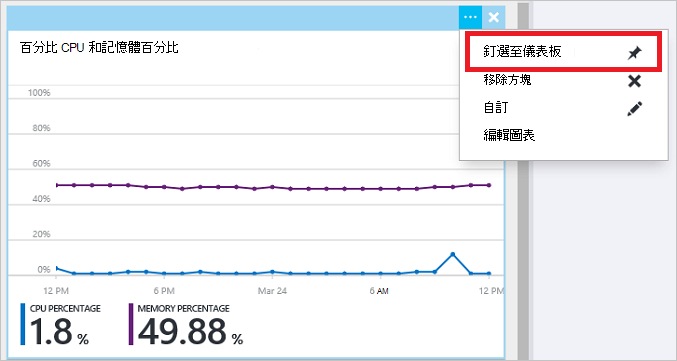 釘選至儀表板
百分比 CPU 和記憶體百分比
移除方塊
自訂
編輯圖表
100%
80%
60%
40%
20%
0%
12 PM
6 PM
Mar 24
6 AM
12 PM
CPU PERCENTAGE
1.8 %
MEMORY PERCENTAGE
49.88 %